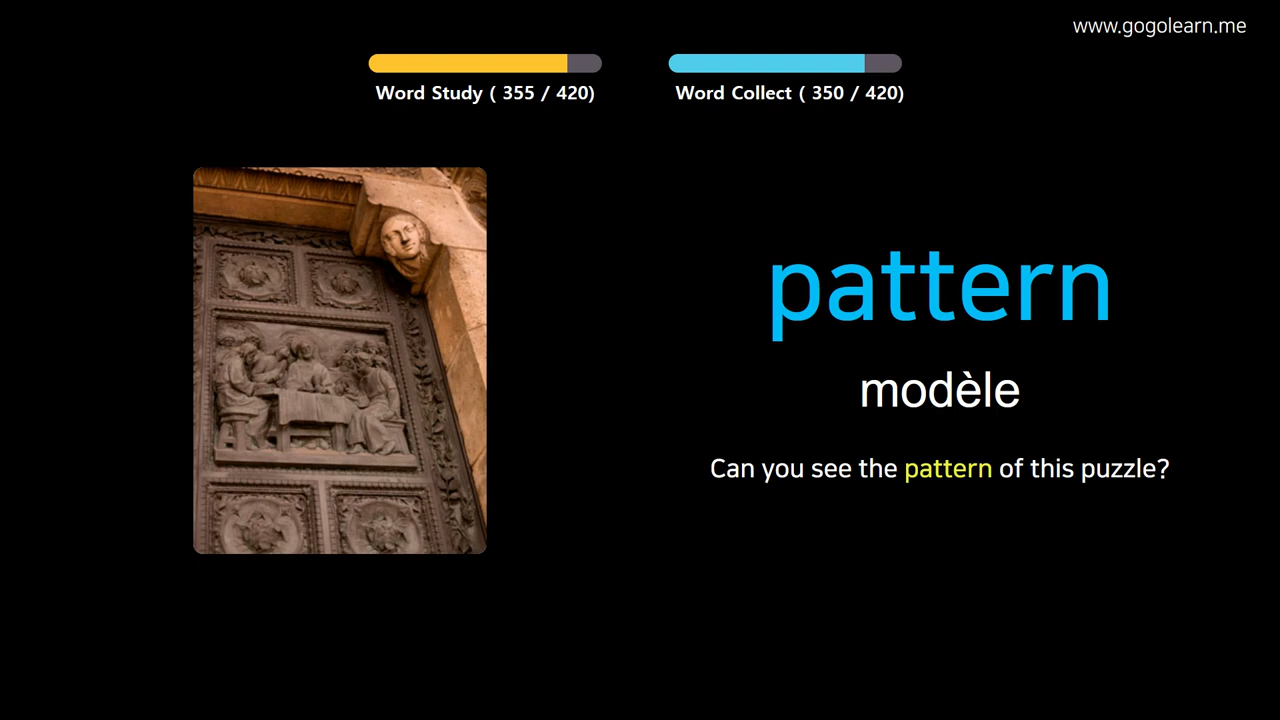 www.gogolearn.me
Word Study ( 355 / 420)
Word Collect ( 350 / 420)
pattern
modèle
Can you see the pattern of this puzzle?